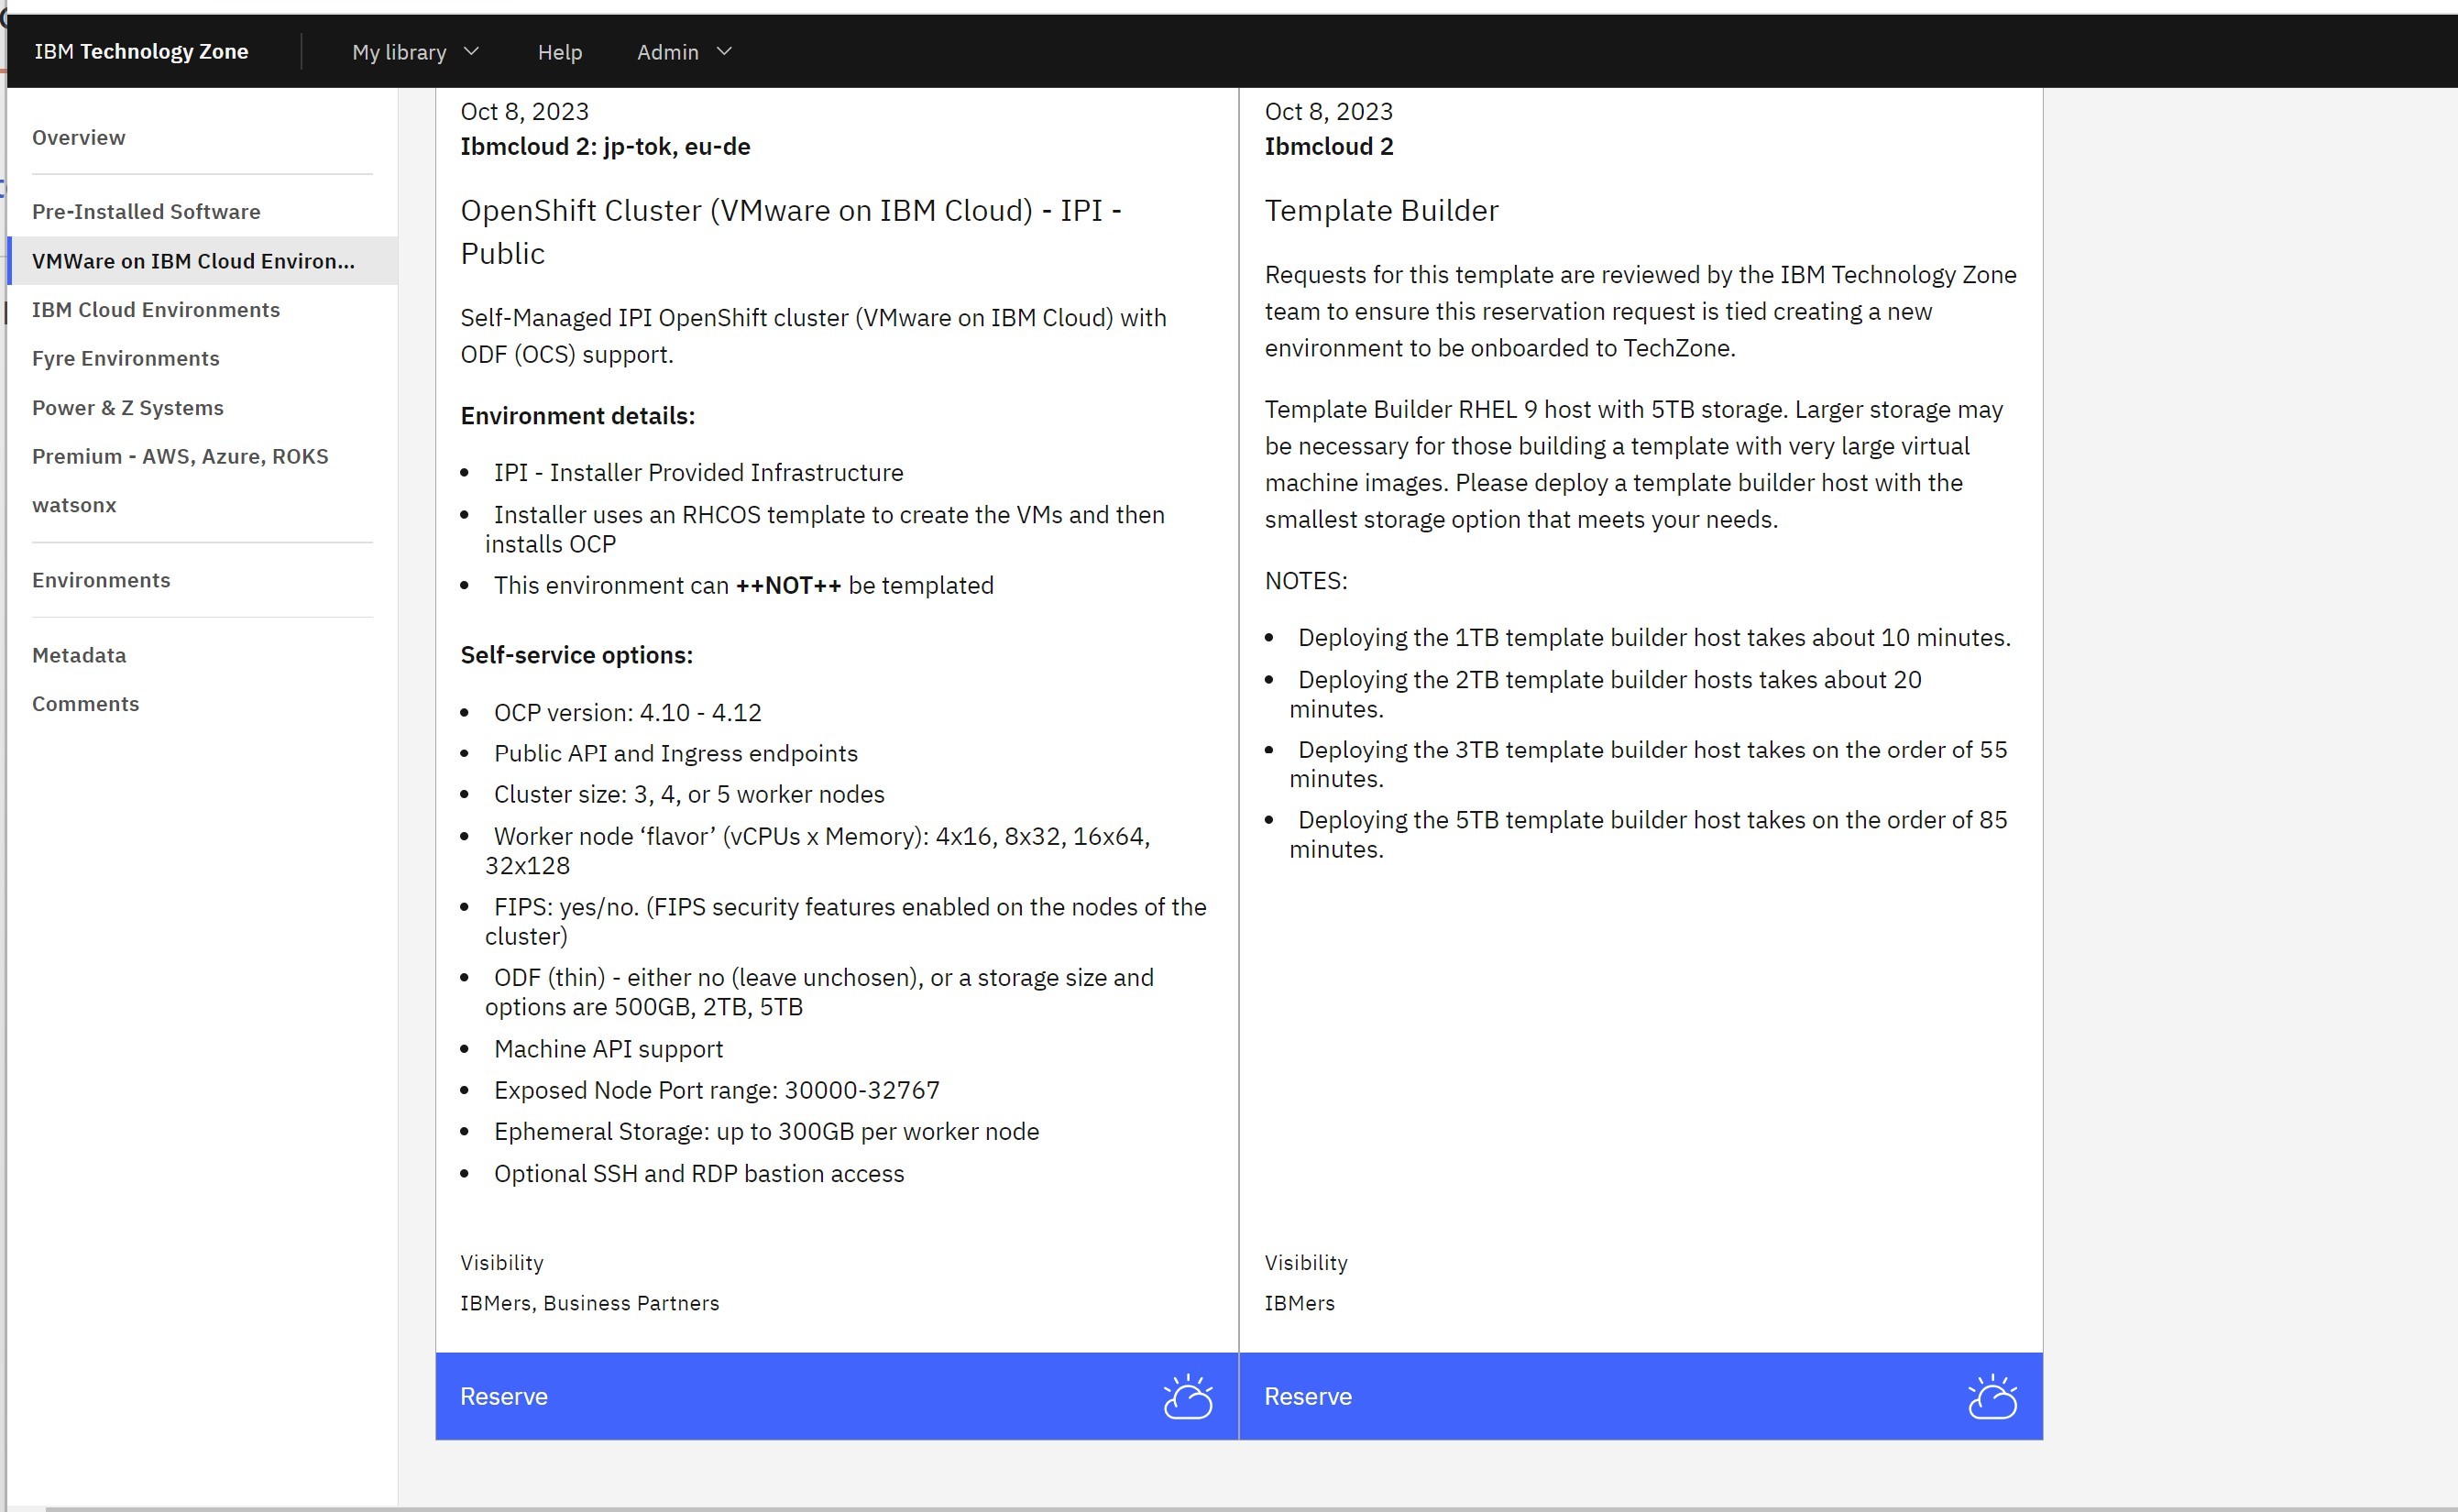 IBM Technology Zone
My library
Help
Admin
Overview
Pre-Installed Software
VMWare on IBM Cloud Environ...
IBM Cloud Environments
Fyre Environments
Power & Z Systems
Premium - AWS, Azure, ROKS
watsonx
Environments
Metadata
Comments
Oct 8, 2023
Ibmcloud 2: jp-tok, eu-de
OpenShift Cluster (VMware on IBM Cloud) - IPI -
Public
Self-Managed IPI OpenShift cluster (VMware on IBM Cloud) with
ODF (OCS) support.
Environment details:
• IPI - Installer Provided Infrastructure
• Installer uses an RHCOS template to create the VMs and then
installs OCP
• This environment can ++NOT++ be templated
Self-service options:
• OCP version: 4.10 - 4.12
• Public API and Ingress endpoints
• Cluster size: 3, 4, or 5 worker nodes
• Worker node ‘flavor’ (vCPUs x Memory): 4x16, 8x32, 16x64,
32x128
• FIPS: yes/no. (FIPS security features enabled on the nodes of the
cluster)
• ODF (thin) - either no (leave unchosen), or a storage size and
options are 500GB, 2TB, 5TB
• Machine API support
• Exposed Node Port range: 30000-32767
• Ephemeral Storage: up to 300GB per worker node
• Optional SSH and RDP bastion access
Visibility
IBMers, Business Partners
Reserve
Oct 8, 2023
Ibmcloud 2
Template Builder
Requests for this template are reviewed by the IBM Technology Zone
team to ensure this reservation request is tied creating a new
environment to be onboarded to TechZone.
Template Builder RHEL 9 host with 5TB storage. Larger storage may
be necessary for those building a template with very large virtual
machine images. Please deploy a template builder host with the
smallest storage option that meets your needs.
NOTES:
• Deploying the 1TB template builder host takes about 10 minutes.
• Deploying the 2TB template builder hosts takes about 20
minutes.
• Deploying the 3TB template builder host takes on the order of 55
minutes.
• Deploying the 5TB template builder host takes on the order of 85
minutes.
Visibility
IBMers
Reserve